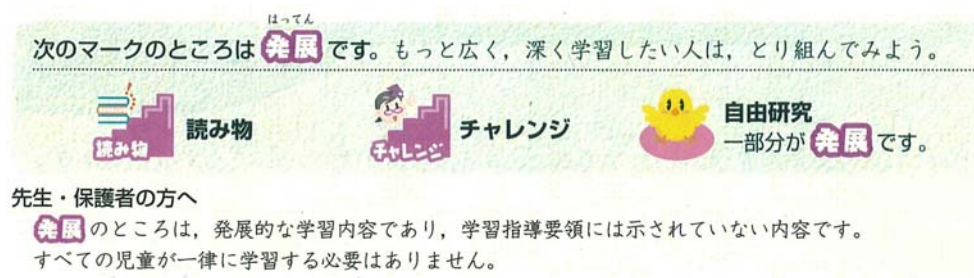 はってん
次のマークのところは 発展 です。もっと広く，深く学習したい人は，とり組んでみよう。
読み物
読み物
チャレンジ
チャレンジ
自由研究
一部分が 発展 です。
先生・保護者の方へ
発展 のところは，発展的な学習内容であり，学習指導要領には示されていない内容です。
すべての児童が一律に学習する必要はありません。